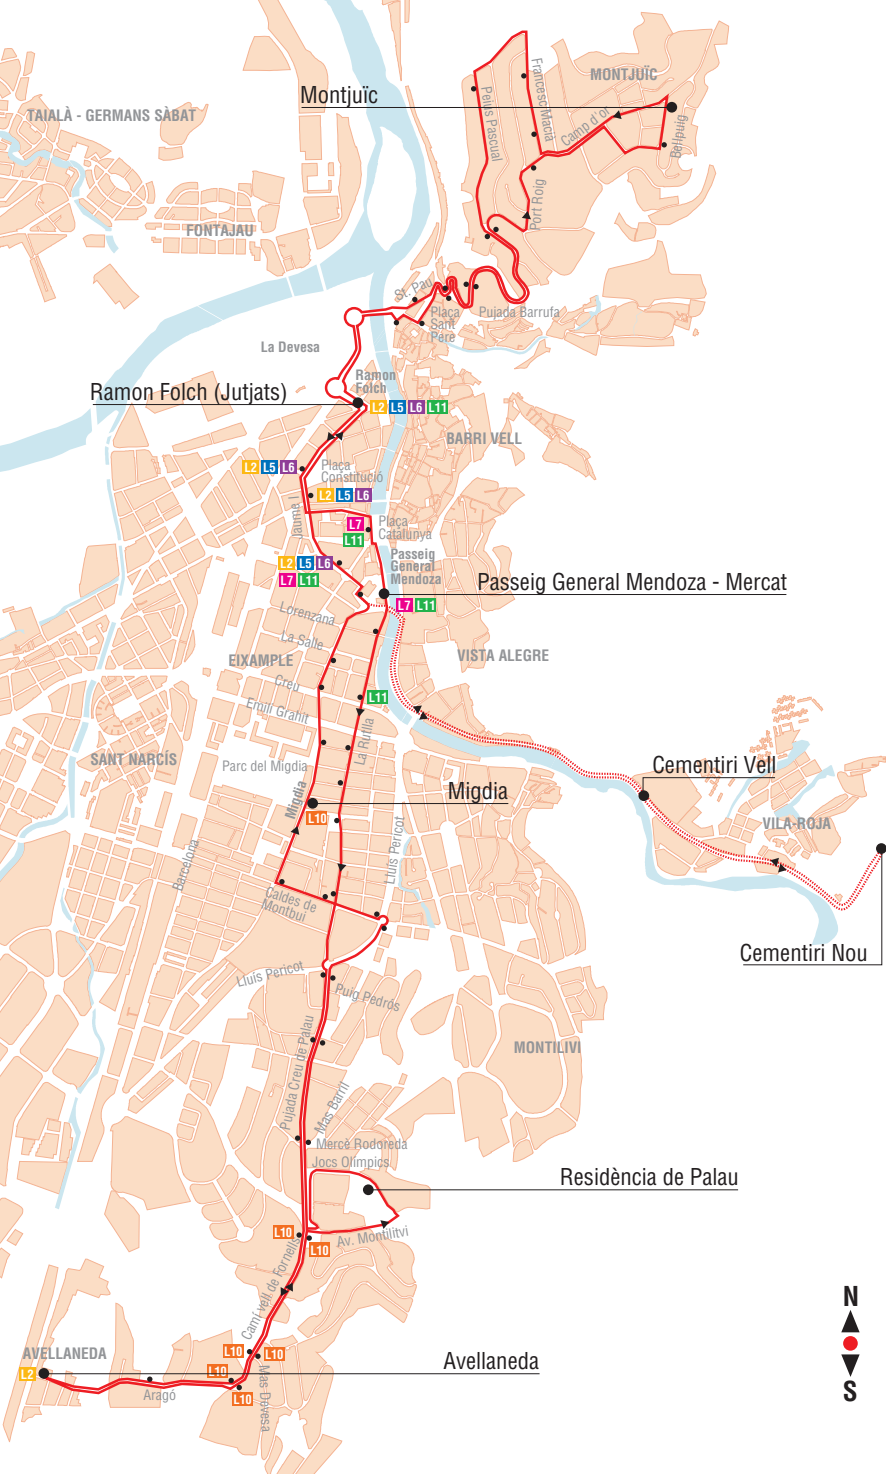 MONTJUÏC
Montjuïc
TAIALÀ - GERMANS SÀBAT
Peius Pascual
Francesc Macià
Camp d'or
Bellpuig
Port Roig
FONTAJAU
St. Pau
Plaça
Sant
Pere
Pujada Barrufa
La Devesa
Ramon
Folch
Ramon Folch (Jutjats)
L2 L5 L6 L11
BARRI VELL
L2 L5 L6
Plaça
Constitució
L2 L5 L6
Jaume I
L7
L11
Plaça
Catalunya
Passeig
General
Mendoza
L2 L5 L6
L7 L11
Passeig General Mendoza - Mercat
L7 L11
Lorenzana
La Salle
EIXAMPLE
VISTA ALEGRE
Creu
L11
Emili Grahit
La Rutlla
SANT NARCÍS
Parc del Migdia
Cementiri Vell
Migdia
Migdia
L10
VILA-ROJA
Barcelona
Lluís Pericot
Caldes de
Montbui
Cementiri Nou
Lluís Pericot
Puig Pedrós
MONTILIVI
Pujada Creu de Palau
Mas Barril
Mercè Rodoreda
Jocs Olímpics
Residència de Palau
L10
L10
Av. Montilitvi
Camí vell de Fornells
N
AVELLANEDA
L10
L10
Avellaneda
L2
L10
L10
Aragó
Mas Devesa
S